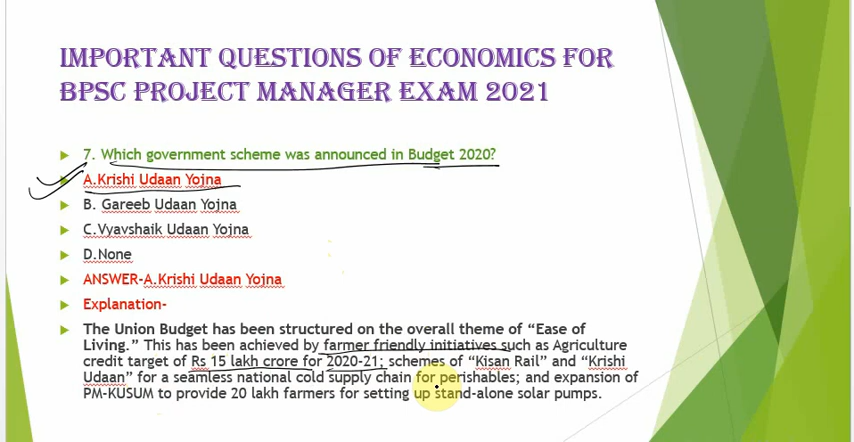 IMPORTANT QUESTIONS OF ECONOMICS FOR
BPSC PROJECT MANAGER EXAM 2021
7. Which government scheme was announced in Budget 2020?
A.Krishi Udaan Yojna
B. Gareeb Udaan Yojna
C.Vyavshaik Udaan Yojna
D.None
ANSWER-A.Krishi Udaan Yojna
Explanation-
The Union Budget has been structured on the overall theme of “Ease of
Living.” This has been achieved by farmer friendly initiatives such as Agriculture
credit target of Rs 15 lakh crore for 2020-21; schemes of “Kisan Rail” and “Krishi
Udaan” for a seamless national cold supply chain for perishables; and expansion of
PM-KUSUM to provide 20 lakh farmers for setting up stand-alone solar pumps.